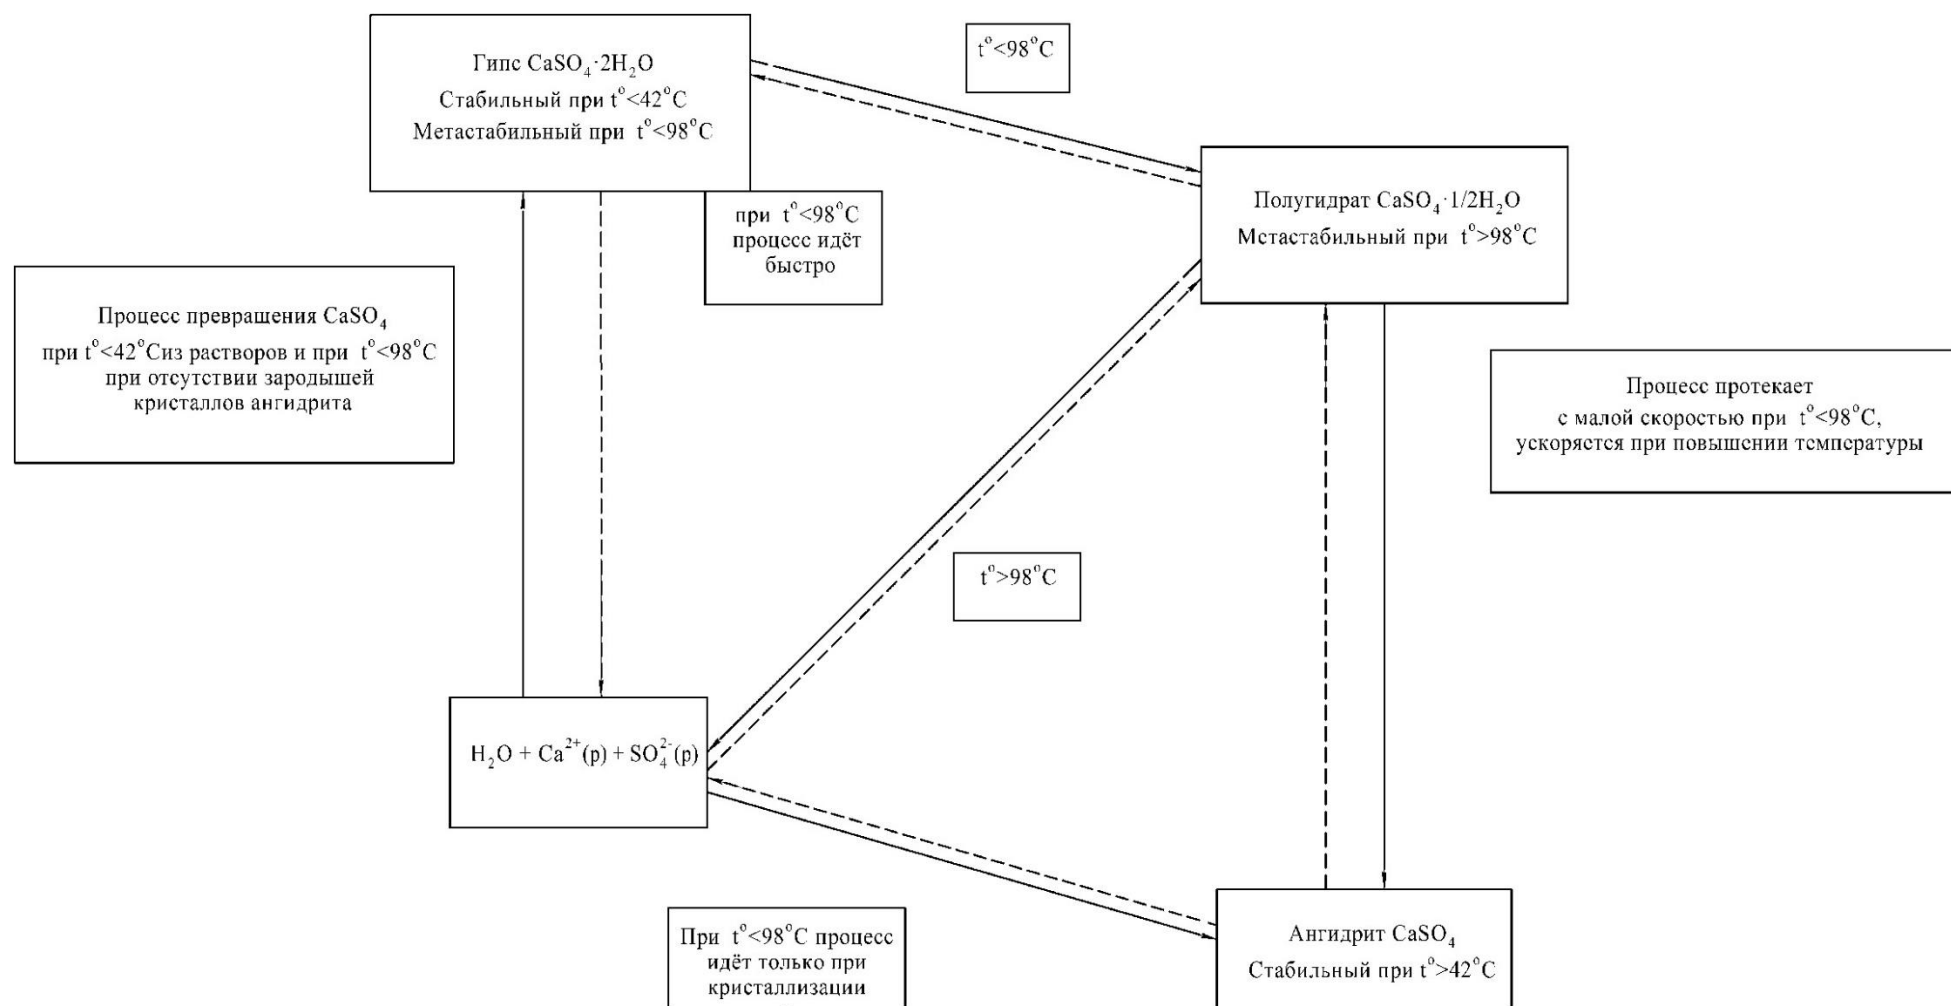 t°<98°C
Гипс CaSO₄·2H₂O
Стабильный при t°<42°C
Метастабильный при t°<98°C
Полугидрат CaSO₄·1/2H₂O
Метастабильный при t°>98°C
при t°<98°C
процесс идёт
быстро
Процесс превращения CaSO₄
при t°<42°Cиз растворов и при t°<98°C
при отсутствии зародышей
кристаллов ангидрита
Процесс протекает
с малой скоростью при t°<98°C,
ускоряется при повышении температуры
t°>98°C
H₂O + Ca²⁺(р) + SO₄²⁻(р)
При t°<98°C процесс
идёт только при
кристаллизации
Ангидрит CaSO₄
Стабильный при t°>42°C